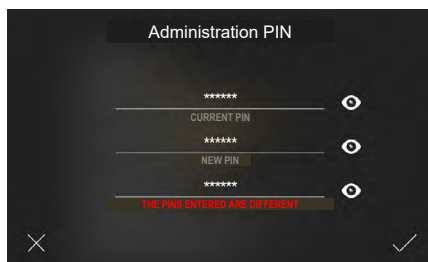 Administration PIN
******
CURRENT PIN
******
NEW PIN
******
THE PINS ENTERED ARE DIFFERENT